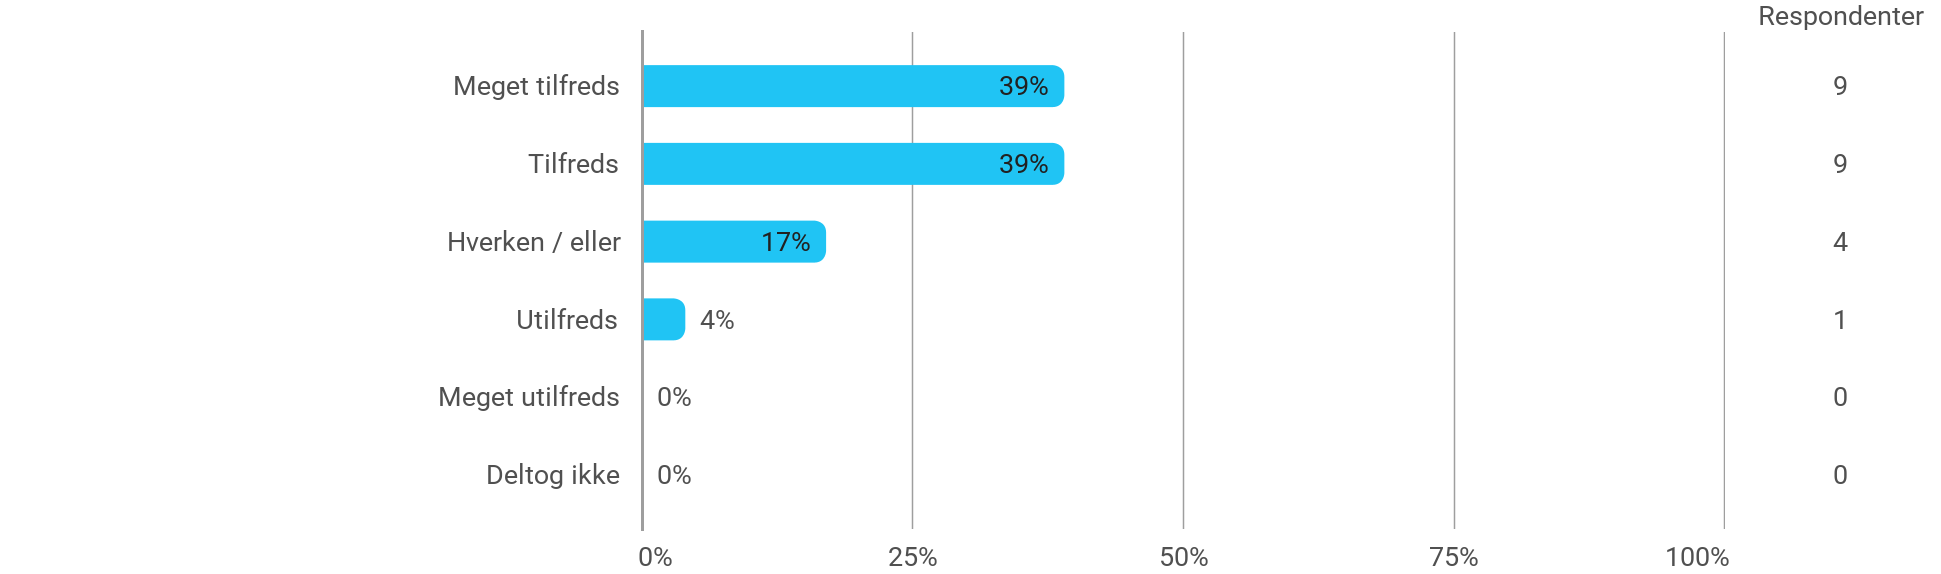 Respondenter
Meget tilfreds 39% 9
Tilfreds 39% 9
Hverken / eller 17% 4
Utilfreds 4% 1
Meget utilfreds 0% 0
Deltog ikke 0% 0
0% 25% 50% 75% 100%